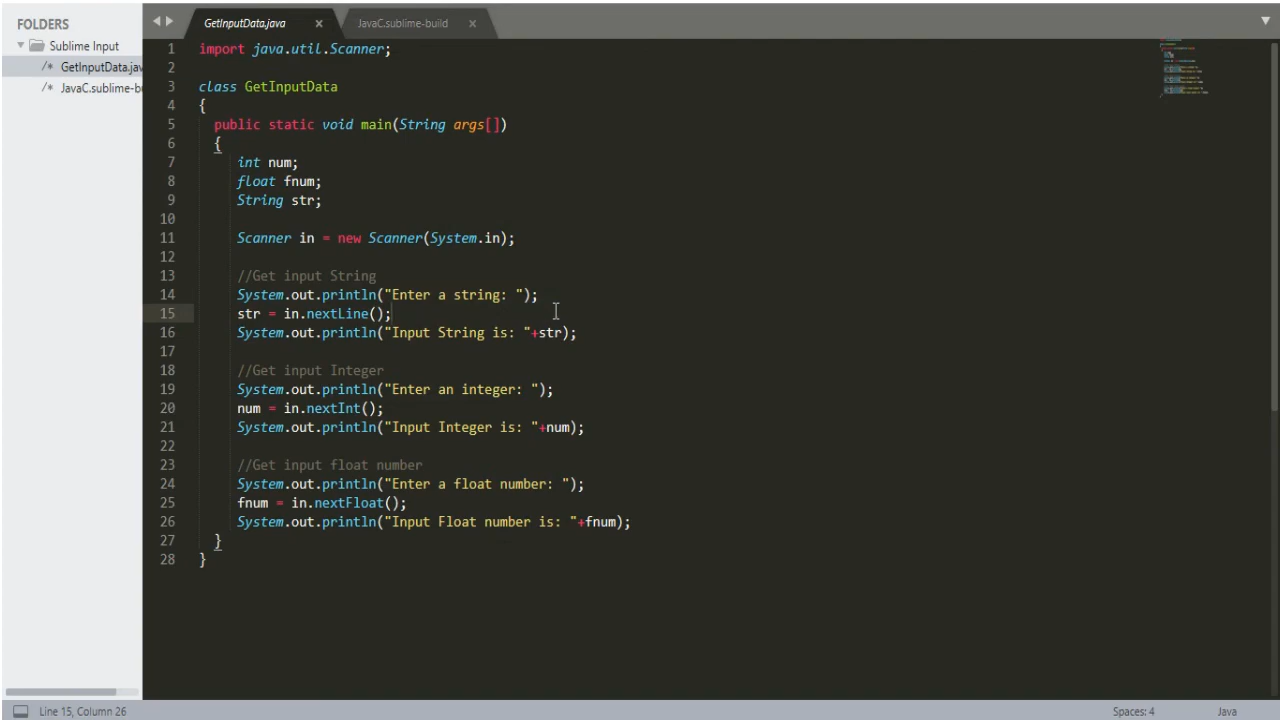 FOLDERS
Sublime Input
/* GetInputData.jav
/* JavaC.sublime-bu
GetInputData.java ×
JavaC.sublime-build ×
1 import java.util.Scanner;
2
3 class GetInputData
4 {
5 public static void main(String args[])
6 {
7 int num;
8 float fnum;
9 String str;
10
11 Scanner in = new Scanner(System.in);
12
13 //Get input String
14 System.out.println("Enter a string: ");
15 str = in.nextLine();
16 System.out.println("Input String is: "+str);
17
18 //Get input Integer
19 System.out.println("Enter an integer: ");
20 num = in.nextInt();
21 System.out.println("Input Integer is: "+num);
22
23 //Get input float number
24 System.out.println("Enter a float number: ");
25 fnum = in.nextFloat();
26 System.out.println("Input Float number is: "+fnum);
27 }
28 }
Line 15, Column 26
Spaces: 4
Java